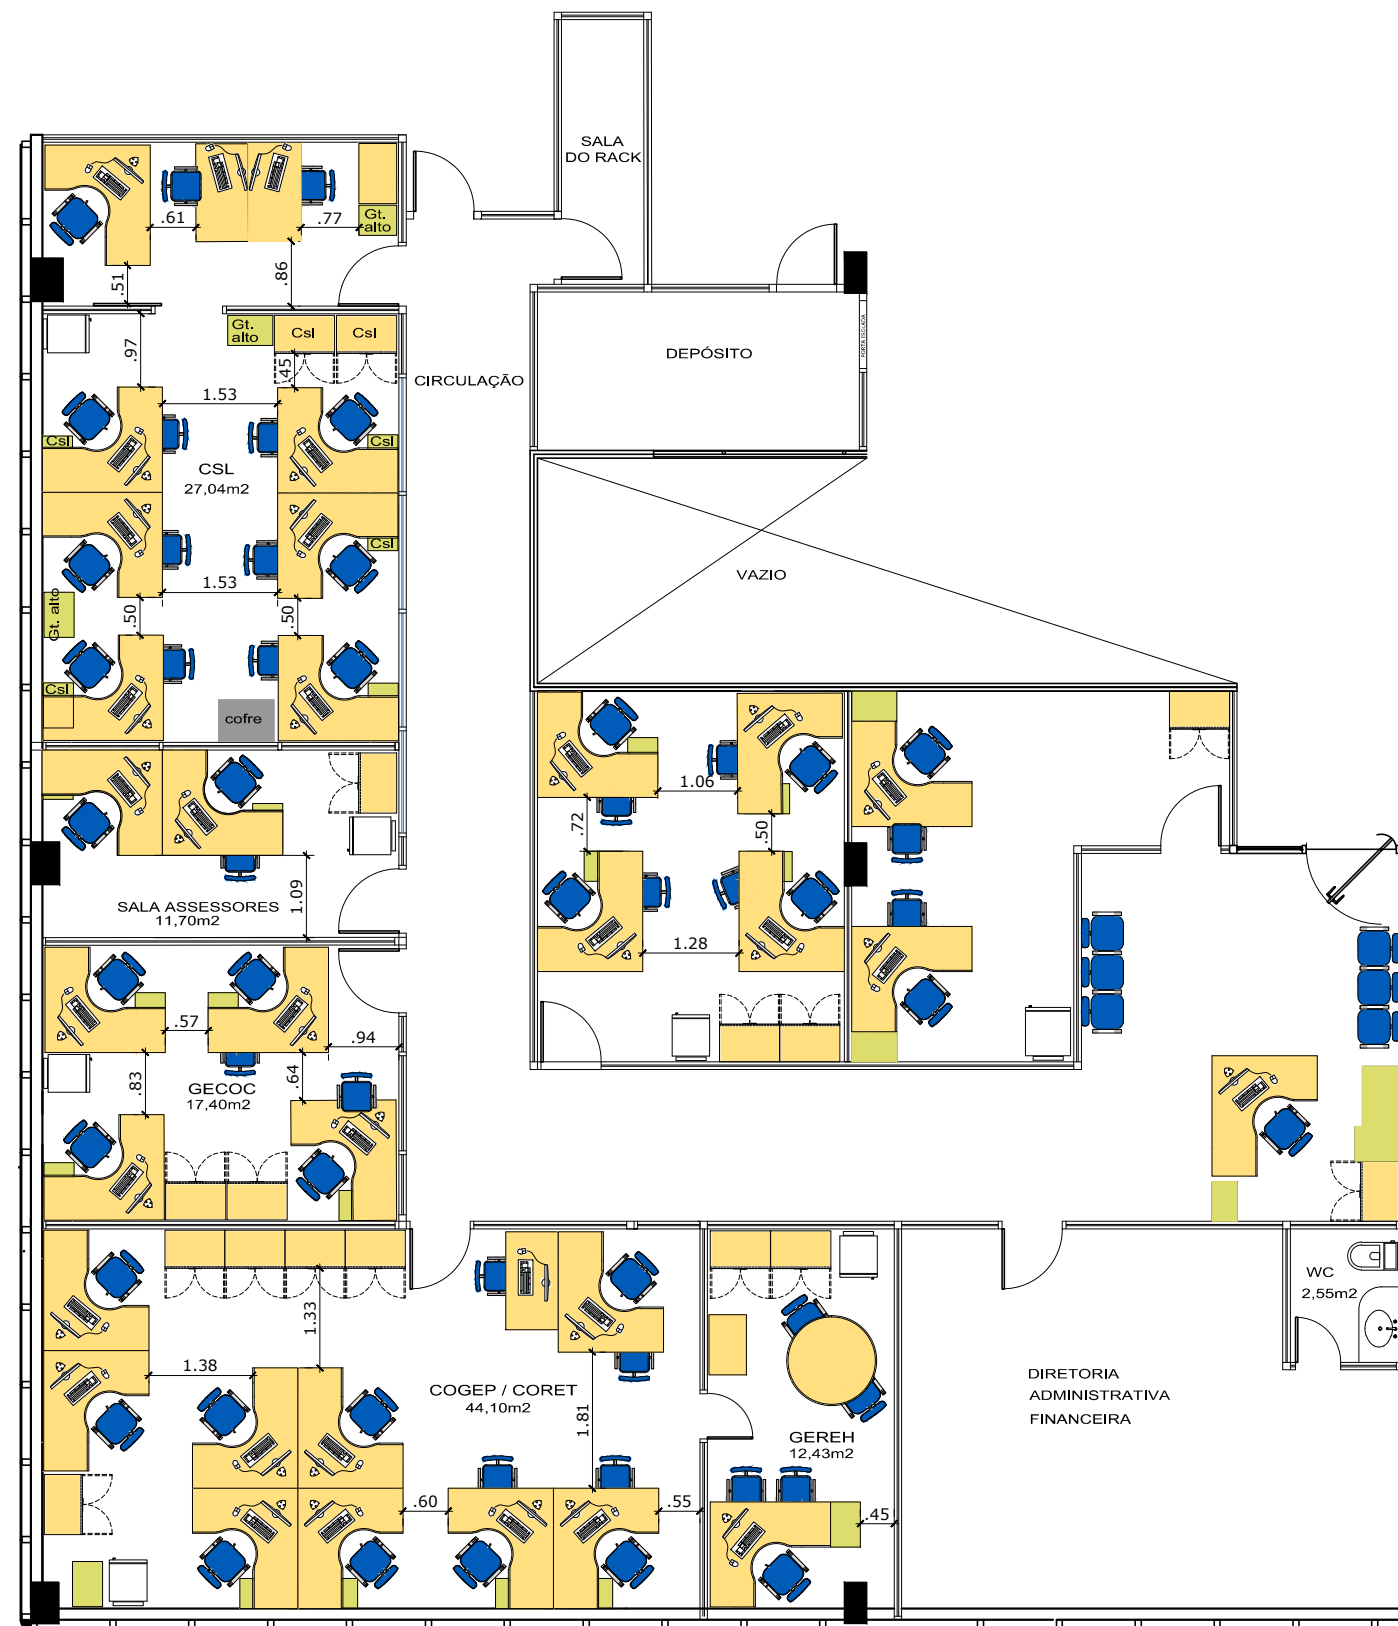 SALA
DO RACK
Gt.
alto
.61
.77
.51
.86
Gt.
alto
Csl
Csl
PORTA ISOLADA
.97
.45
DEPÓSITO
CIRCULAÇÃO
1.53
Csl
Csl
CSL
27,04m2
Csl
VAZIO
1.53
Gt. alto
.50
.50
Csl
cofre
1.06
.72
.50
1.09
SALA ASSESSORES
11,70m2
1.28
.57
.94
.83
GECOC
17,40m2
.64
WC
2,55m2
1.33
1.38
COGEP / CORET
44,10m2
1.81
DIRETORIA
ADMINISTRATIVA
FINANCEIRA
GEREH
12,43m2
.60
.55
.45